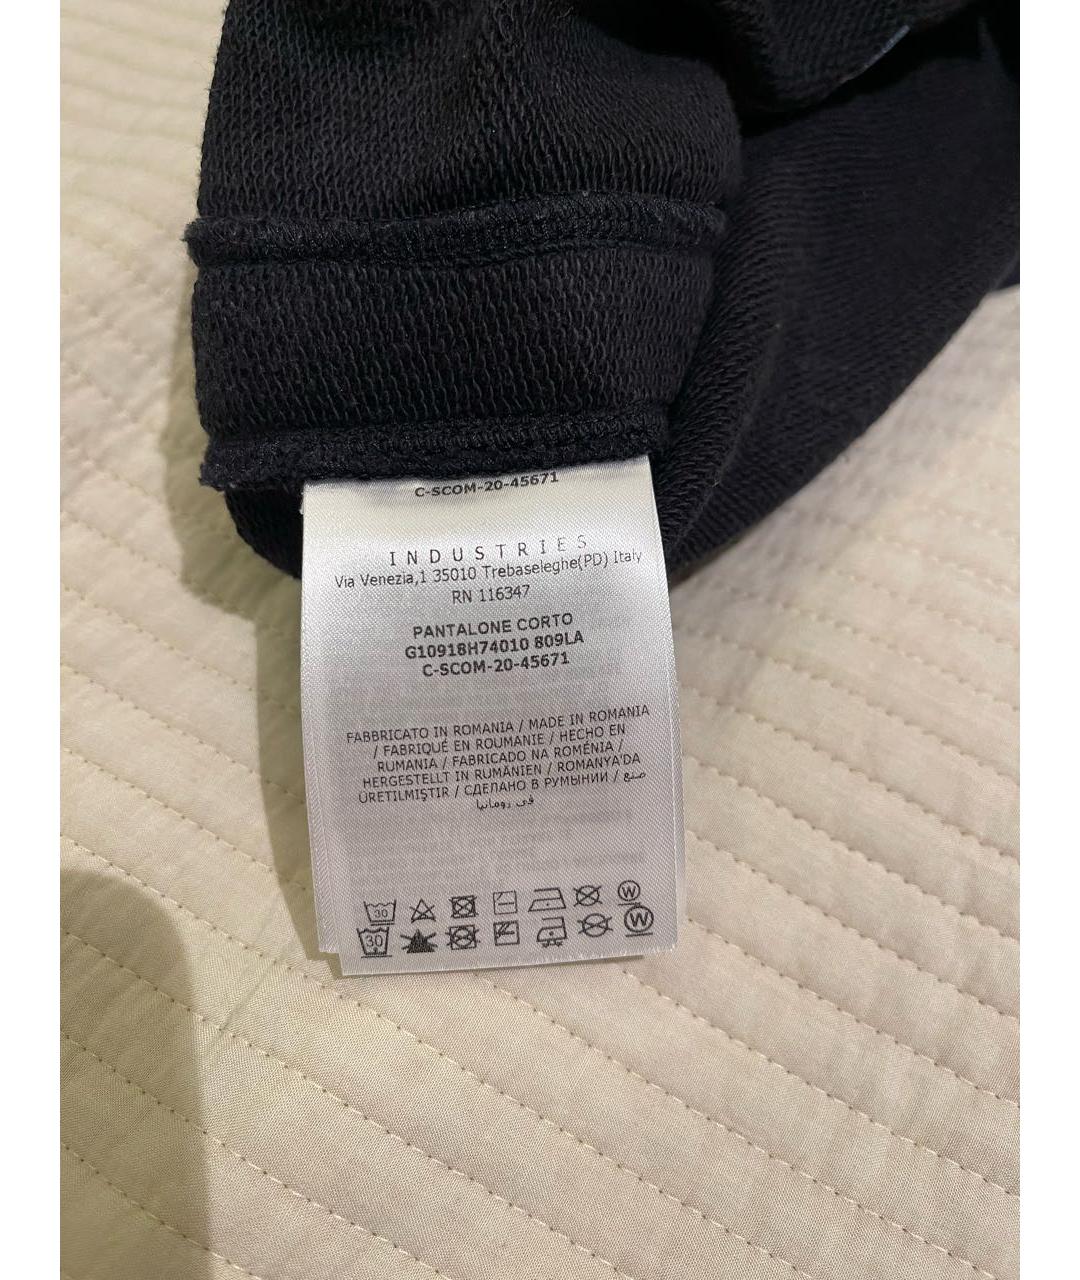 C-SCOM-20-45671
INDUSTRIES
Via Venezia,1 35010 Trebaseleghe(PD) Italy
RN 116347
PANTALONE CORTO
G10918H74010 809LA
C-SCOM-20-45671
FABBRICATO IN ROMANIA / MADE IN ROMANIA
/ FABRIQUÉ EN ROUMANIE / HECHO EN
RUMANIA / FABRICADO NA ROMÉNIA /
HERGESTELLT IN RUMÄNIEN / ROMANYA'DA
ÜRETILMIŞTIR / СДЕЛАНО В РУМЫНИИ / صنع
في رومانيا
30 W
30 W